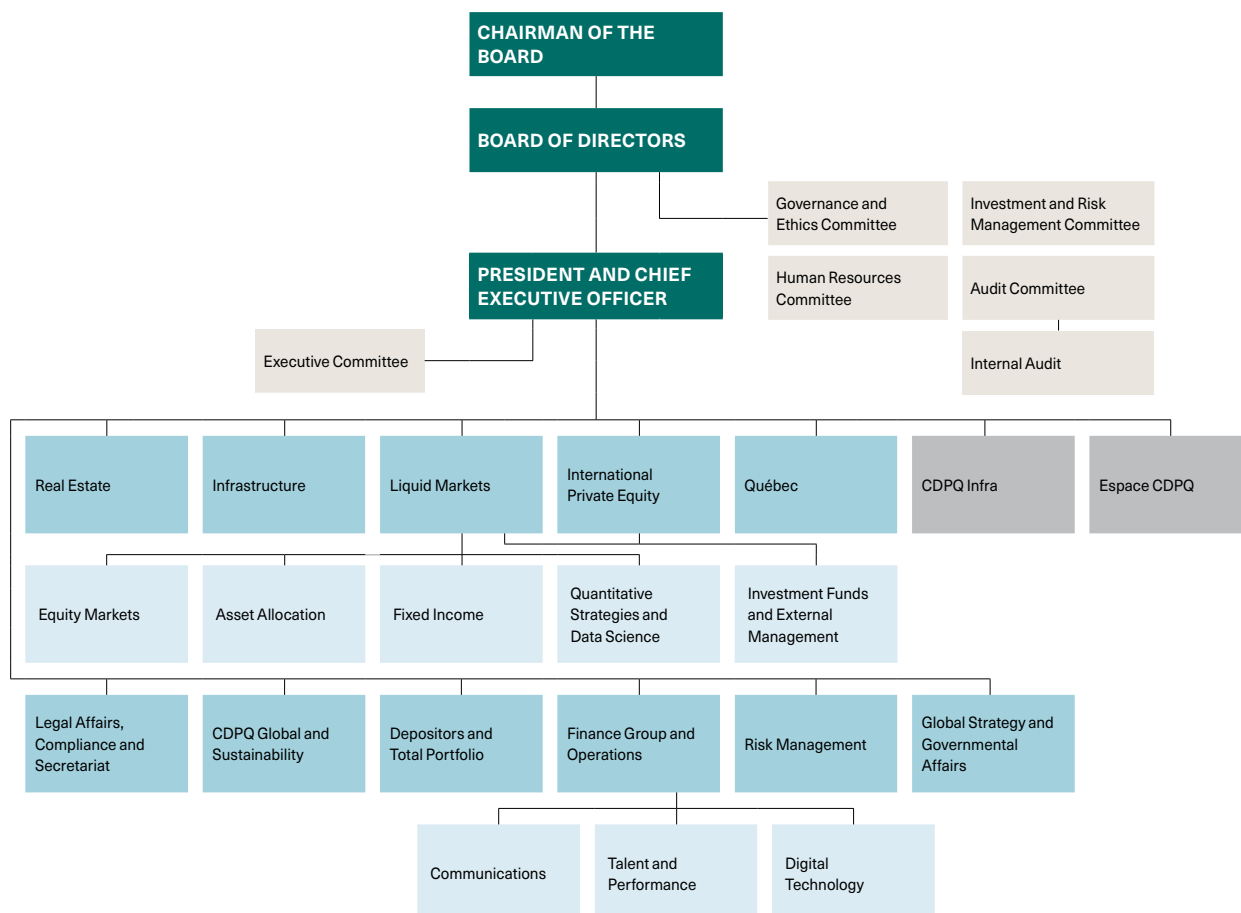 CHAIRMAN OF THE
BOARD
BOARD OF DIRECTORS
Governance and
Ethics Committee
Investment and Risk
Management Committee
PRESIDENT AND CHIEF
EXECUTIVE OFFICER
Human Resources
Committee
Audit Committee
Executive Committee
Internal Audit
Real Estate
Infrastructure
Liquid Markets
International
Private Equity
Québec
CDPQ Infra
Espace CDPQ
Equity Markets
Asset Allocation
Fixed Income
Quantitative
Strategies and
Data Science
Investment Funds
and External
Management
Legal Affairs,
Compliance and
Secretariat
CDPQ Global and
Sustainability
Depositors and
Total Portfolio
Finance Group and
Operations
Risk Management
Global Strategy and
Governmental
Affairs
Communications
Talent and
Performance
Digital
Technology